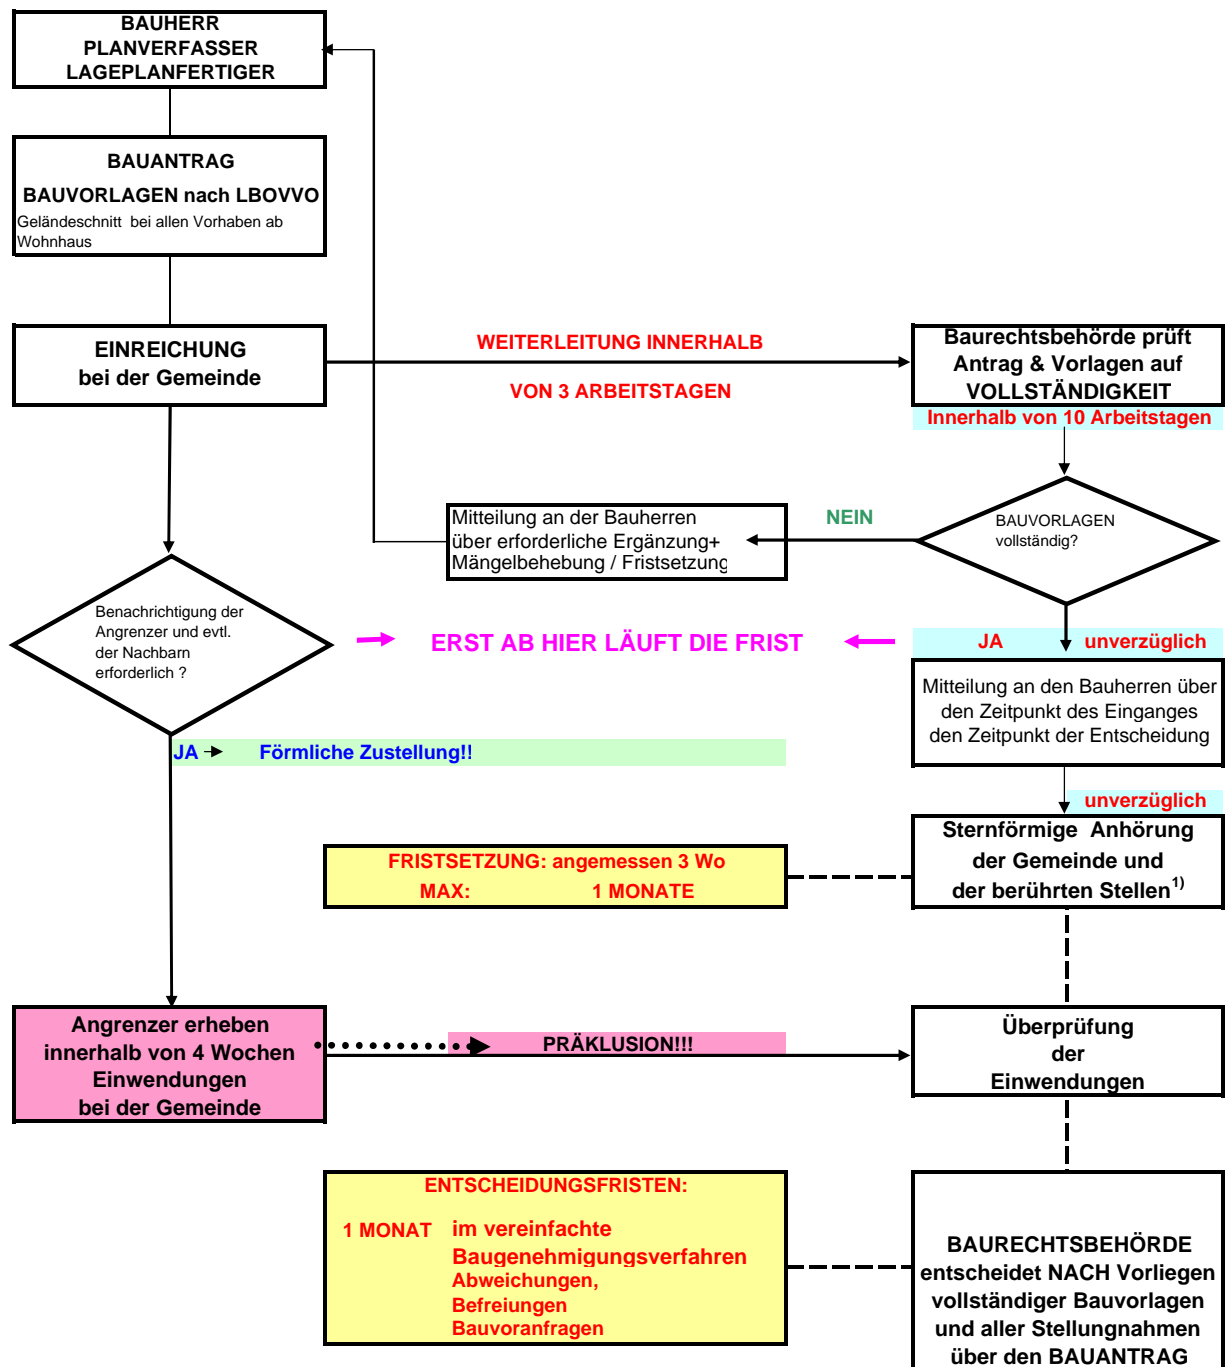 BAUHERR
PLANVERFASSER
LAGEPLANFERTIGER
BAUANTRAG
BAUVORLAGEN nach LBOVVO
Geländeschnitt bei allen Vorhaben ab
Wohnhaus
EINREICHUNG
bei der Gemeinde
WEITERLEITUNG INNERHALB
VON 3 ARBEITSTAGEN
Baurechtsbehörde prüft
Antrag & Vorlagen auf
VOLLSTÄNDIGKEIT
Innerhalb von 10 Arbeitstagen
BAUVORLAGEN
vollständig?
NEIN
Mitteilung an der Bauherren
über erforderliche Ergänzung+
Mängelbehebung / Fristsetzung
Benachrichtigung der
Angrenzer und evtl.
der Nachbarn
erforderlich ?
ERST AB HIER LÄUFT DIE FRIST
JA unverzüglich
Mitteilung an den Bauherren über
den Zeitpunkt des Einganges
den Zeitpunkt der Entscheidung
JA Förmliche Zustellung!!
unverzüglich
Sternförmige Anhörung
der Gemeinde und
der berührten Stellen1)
FRISTSETZUNG: angemessen 3 Wo
MAX: 1 MONATE
Angrenzer erheben
innerhalb von 4 Wochen
Einwendungen
bei der Gemeinde
PRÄKLUSION!!!
Überprüfung
der
Einwendungen
ENTSCHEIDUNGSFRISTEN:
1 MONAT im vereinfachte
Baugenehmigungsverfahren
Abweichungen,
Befreiungen
Bauvoranfragen
BAURECHTSBEHÖRDE
entscheidet NACH Vorliegen
vollständiger Bauvorlagen
und aller Stellungnahmen
über den BAUANTRAG